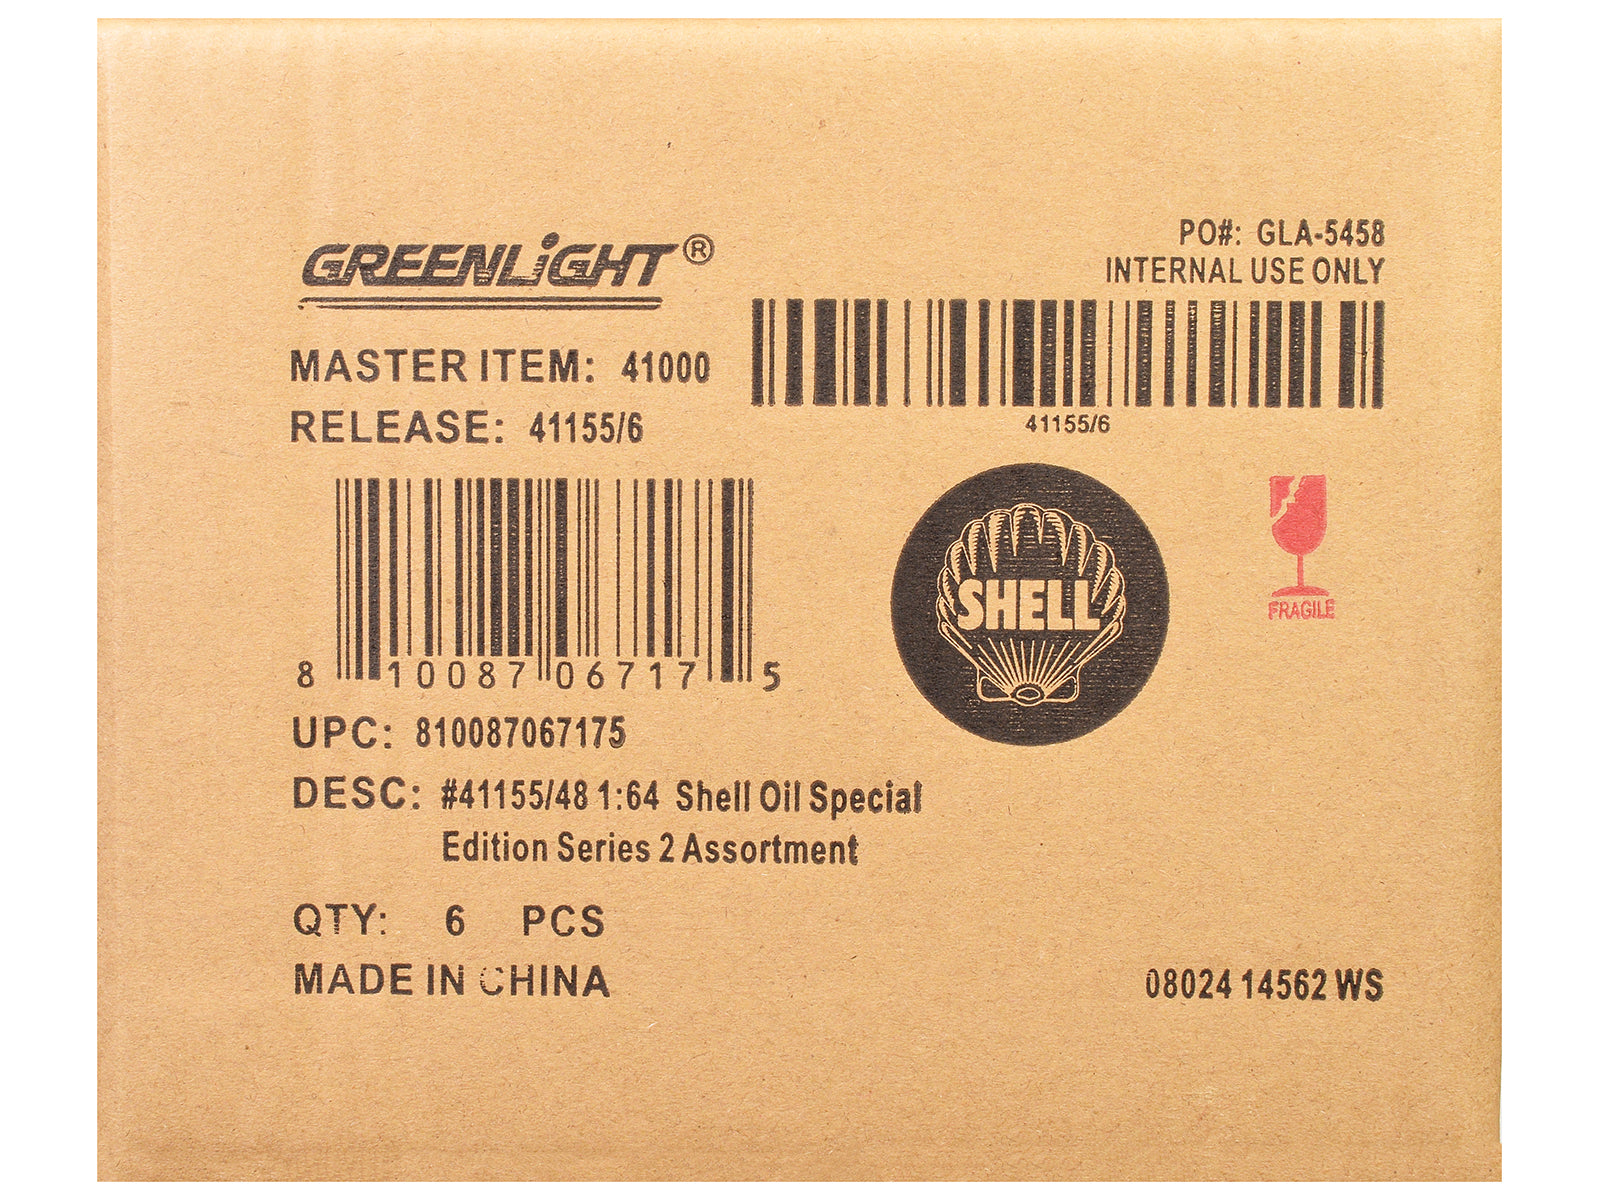 GREENLIGHT®
PO#: GLA-5458
INTERNAL USE ONLY
MASTER ITEM: 41000
RELEASE: 41155/6
41155/6
SHELL
FRAGILE
8 10087 06717 5
UPC: 810087067175
DESC: #41155/48 1:64 Shell Oil Special
Edition Series 2 Assortment
QTY: 6 PCS
MADE IN CHINA
08024 14562 WS